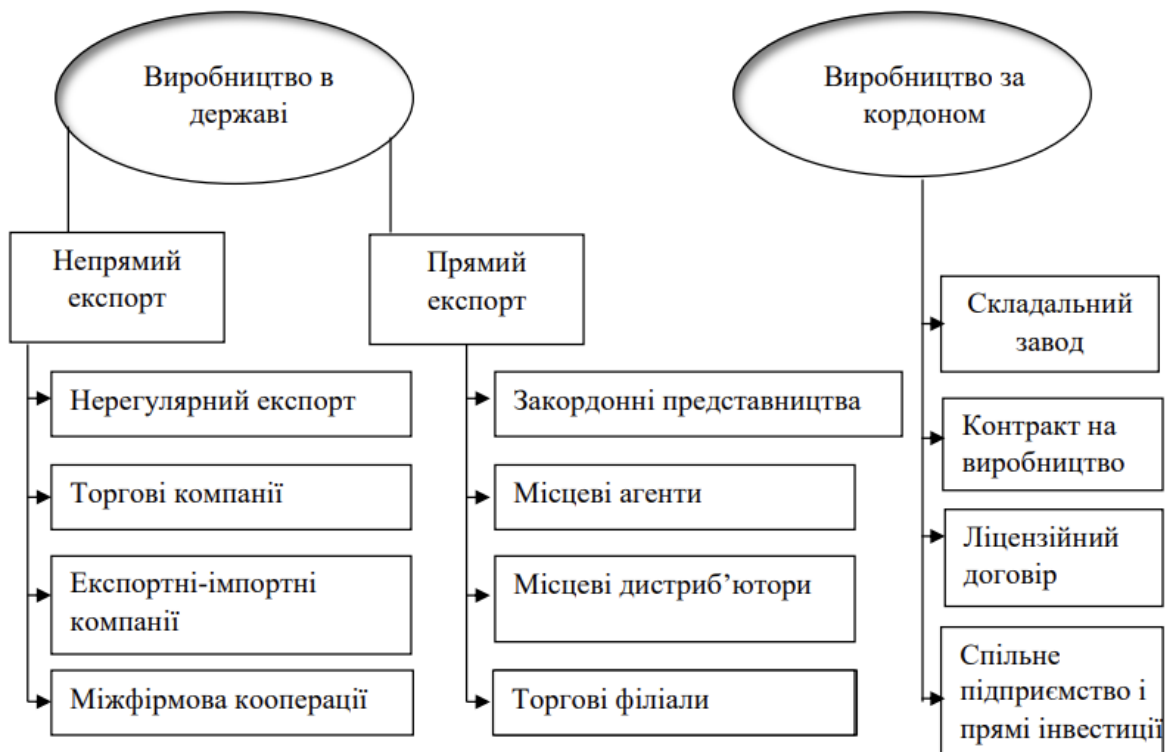 Виробництво в
державі
Виробництво за
кордоном
Непрямий
експорт
Прямий
експорт
Нерегулярний експорт
Торгові компанії
Експортні-імпортні
компанії
Міжфірмова кооперації
Закордонні представництва
Місцеві агенти
Місцеві дистриб’ютори
Торгові філіали
Складальний
завод
Контракт на
виробництво
Ліцензійний
договір
Спільне
підприємство і
прямі інвестиції